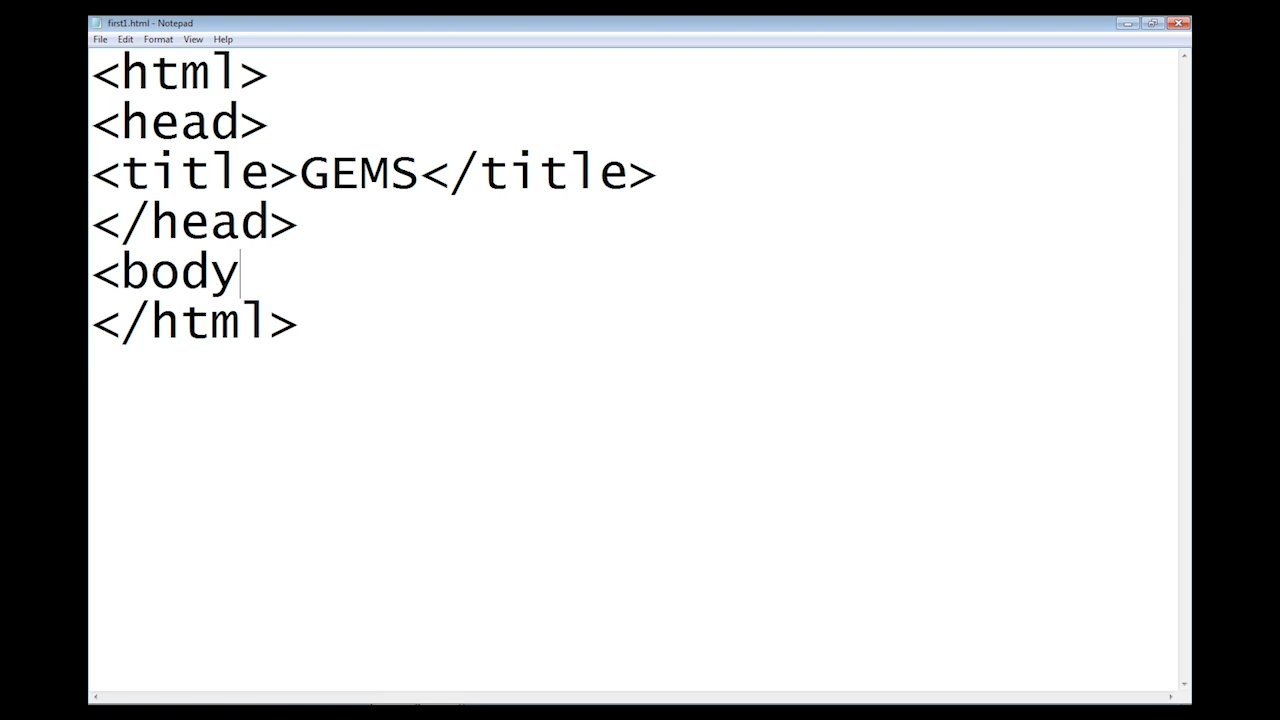 first1.html - Notepad
File Edit Format View Help
<html>
<head>
<title>GEMS</title>
</head>
<body
</html>